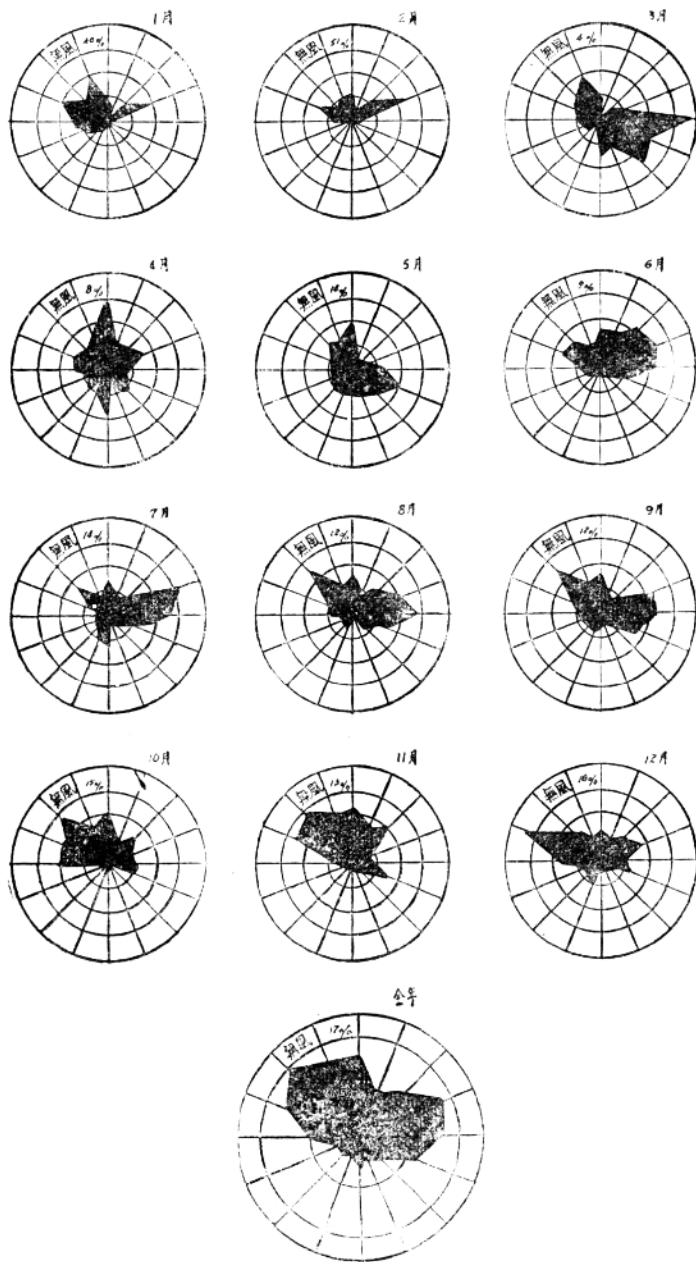 1月
無風 40%
2月
無風 51%
3月
無風 4%
4月
無風 8%
5月
無風 18%
6月
無風 9%
7月
無風 14%
8月
無風 12%
9月
無風 12%
10月
無風 15%
11月
無風 13%
12月
無風 16%
全年
無風 17%